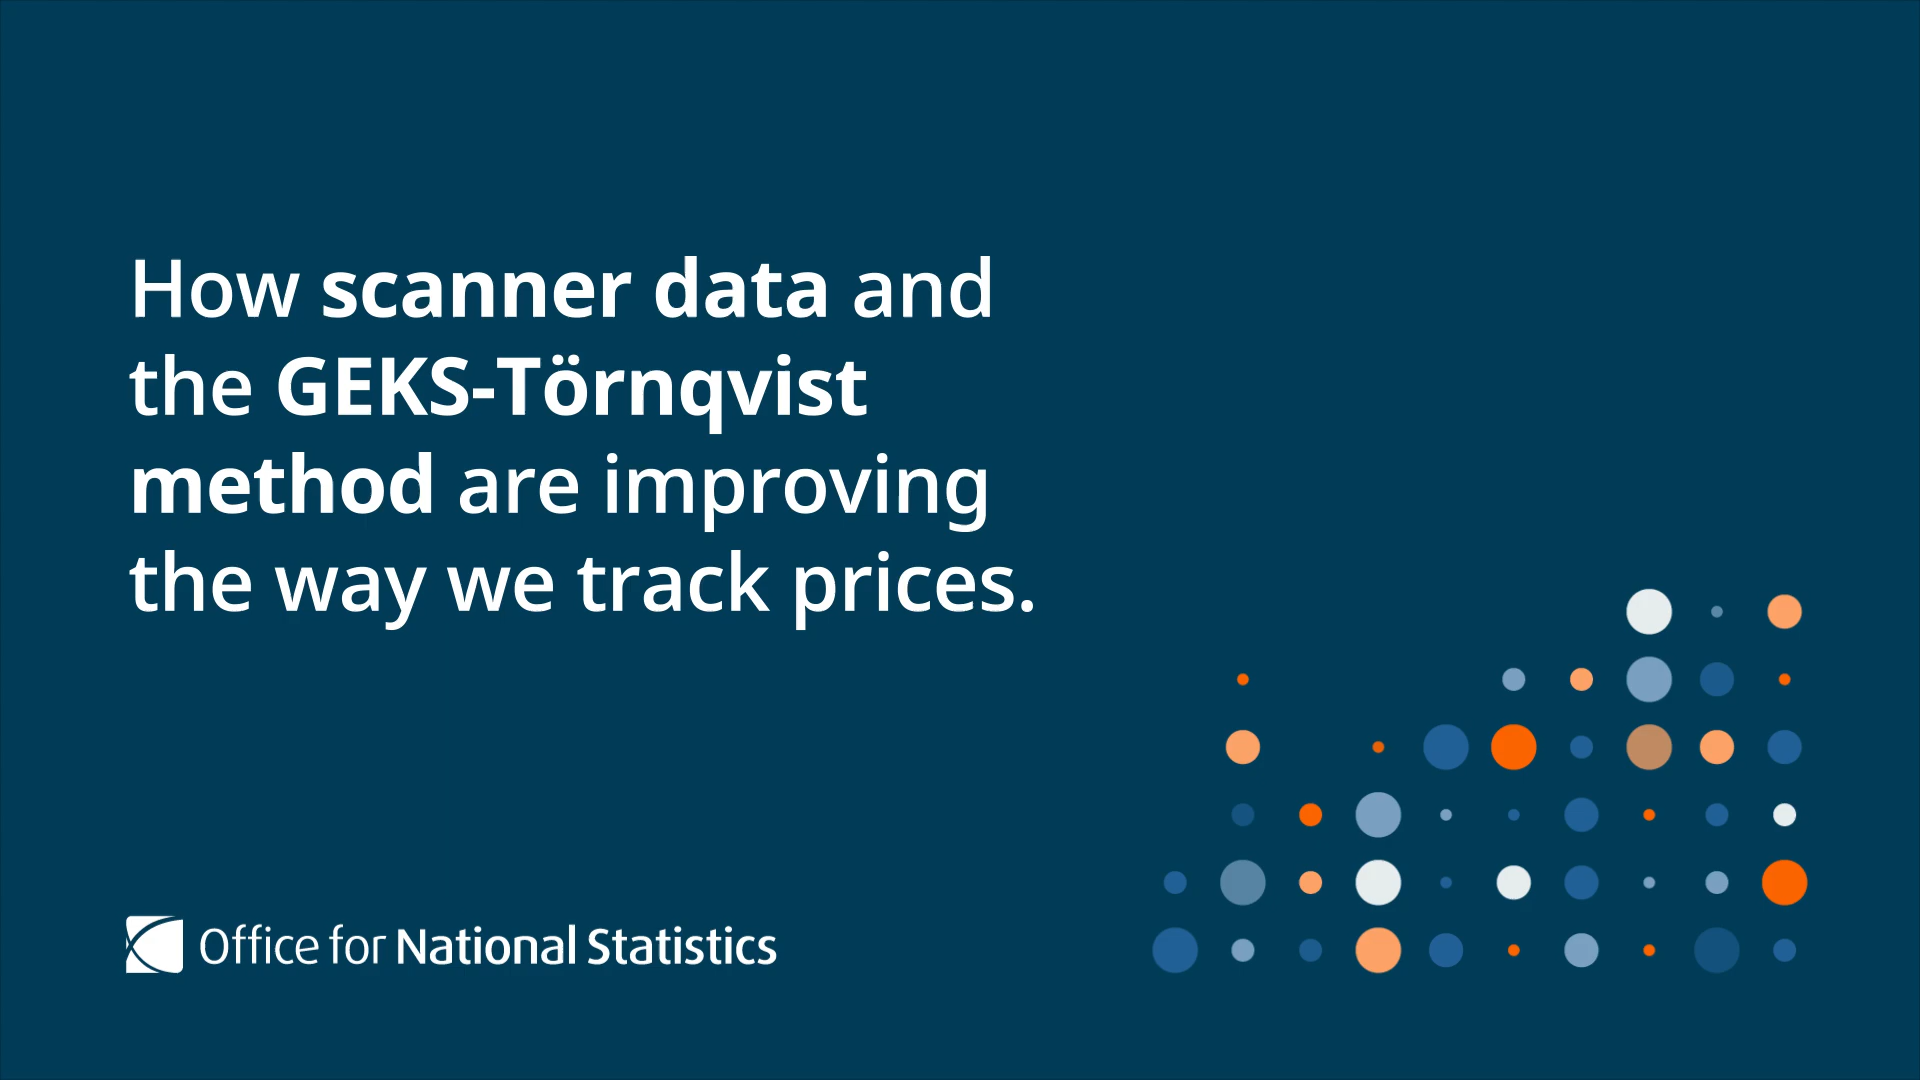 How scanner data and
the GEKS-Törnqvist
method are improving
the way we track prices.
Office for National Statistics